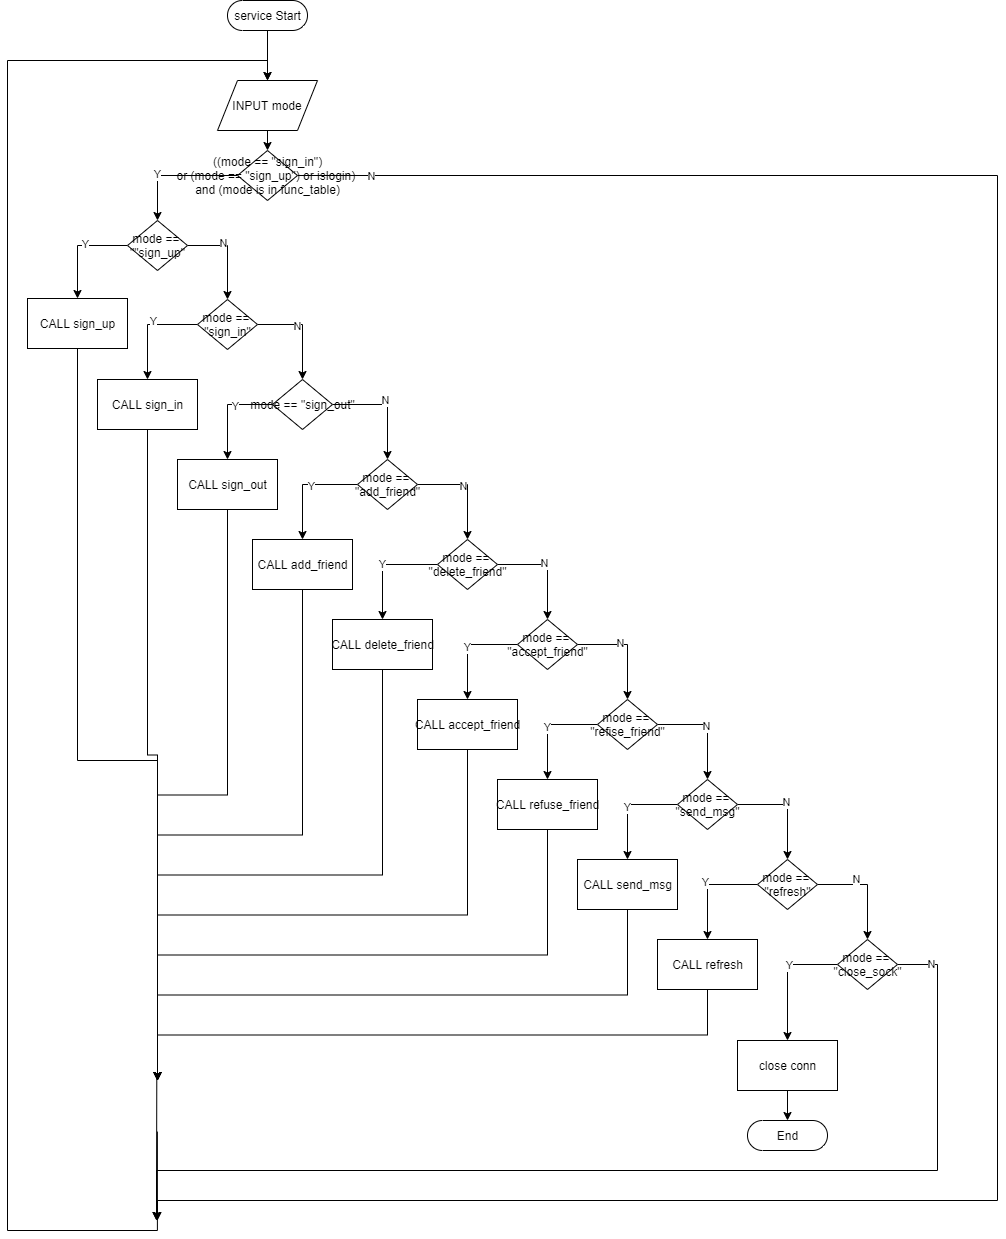 service Start
INPUT mode
((mode == "sign_in")
or (mode == "sign_up") or islogin)
and (mode is in func_table)
Y
N
mode ==
""sign_up"
Y
N
CALL sign_up
mode ==
"sign_in"
Y
N
CALL sign_in
mode == "sign_out"
Y
N
CALL sign_out
mode ==
"add_friend"
Y
N
CALL add_friend
mode ==
"delete_friend"
Y
N
CALL delete_friend
mode ==
"accept_friend"
Y
N
CALL accept_friend
mode ==
"refise_friend"
Y
N
CALL refuse_friend
mode ==
"send_msg"
Y
N
CALL send_msg
mode ==
"refresh"
Y
N
CALL refresh
mode ==
"close_sock"
Y
N
close conn
End